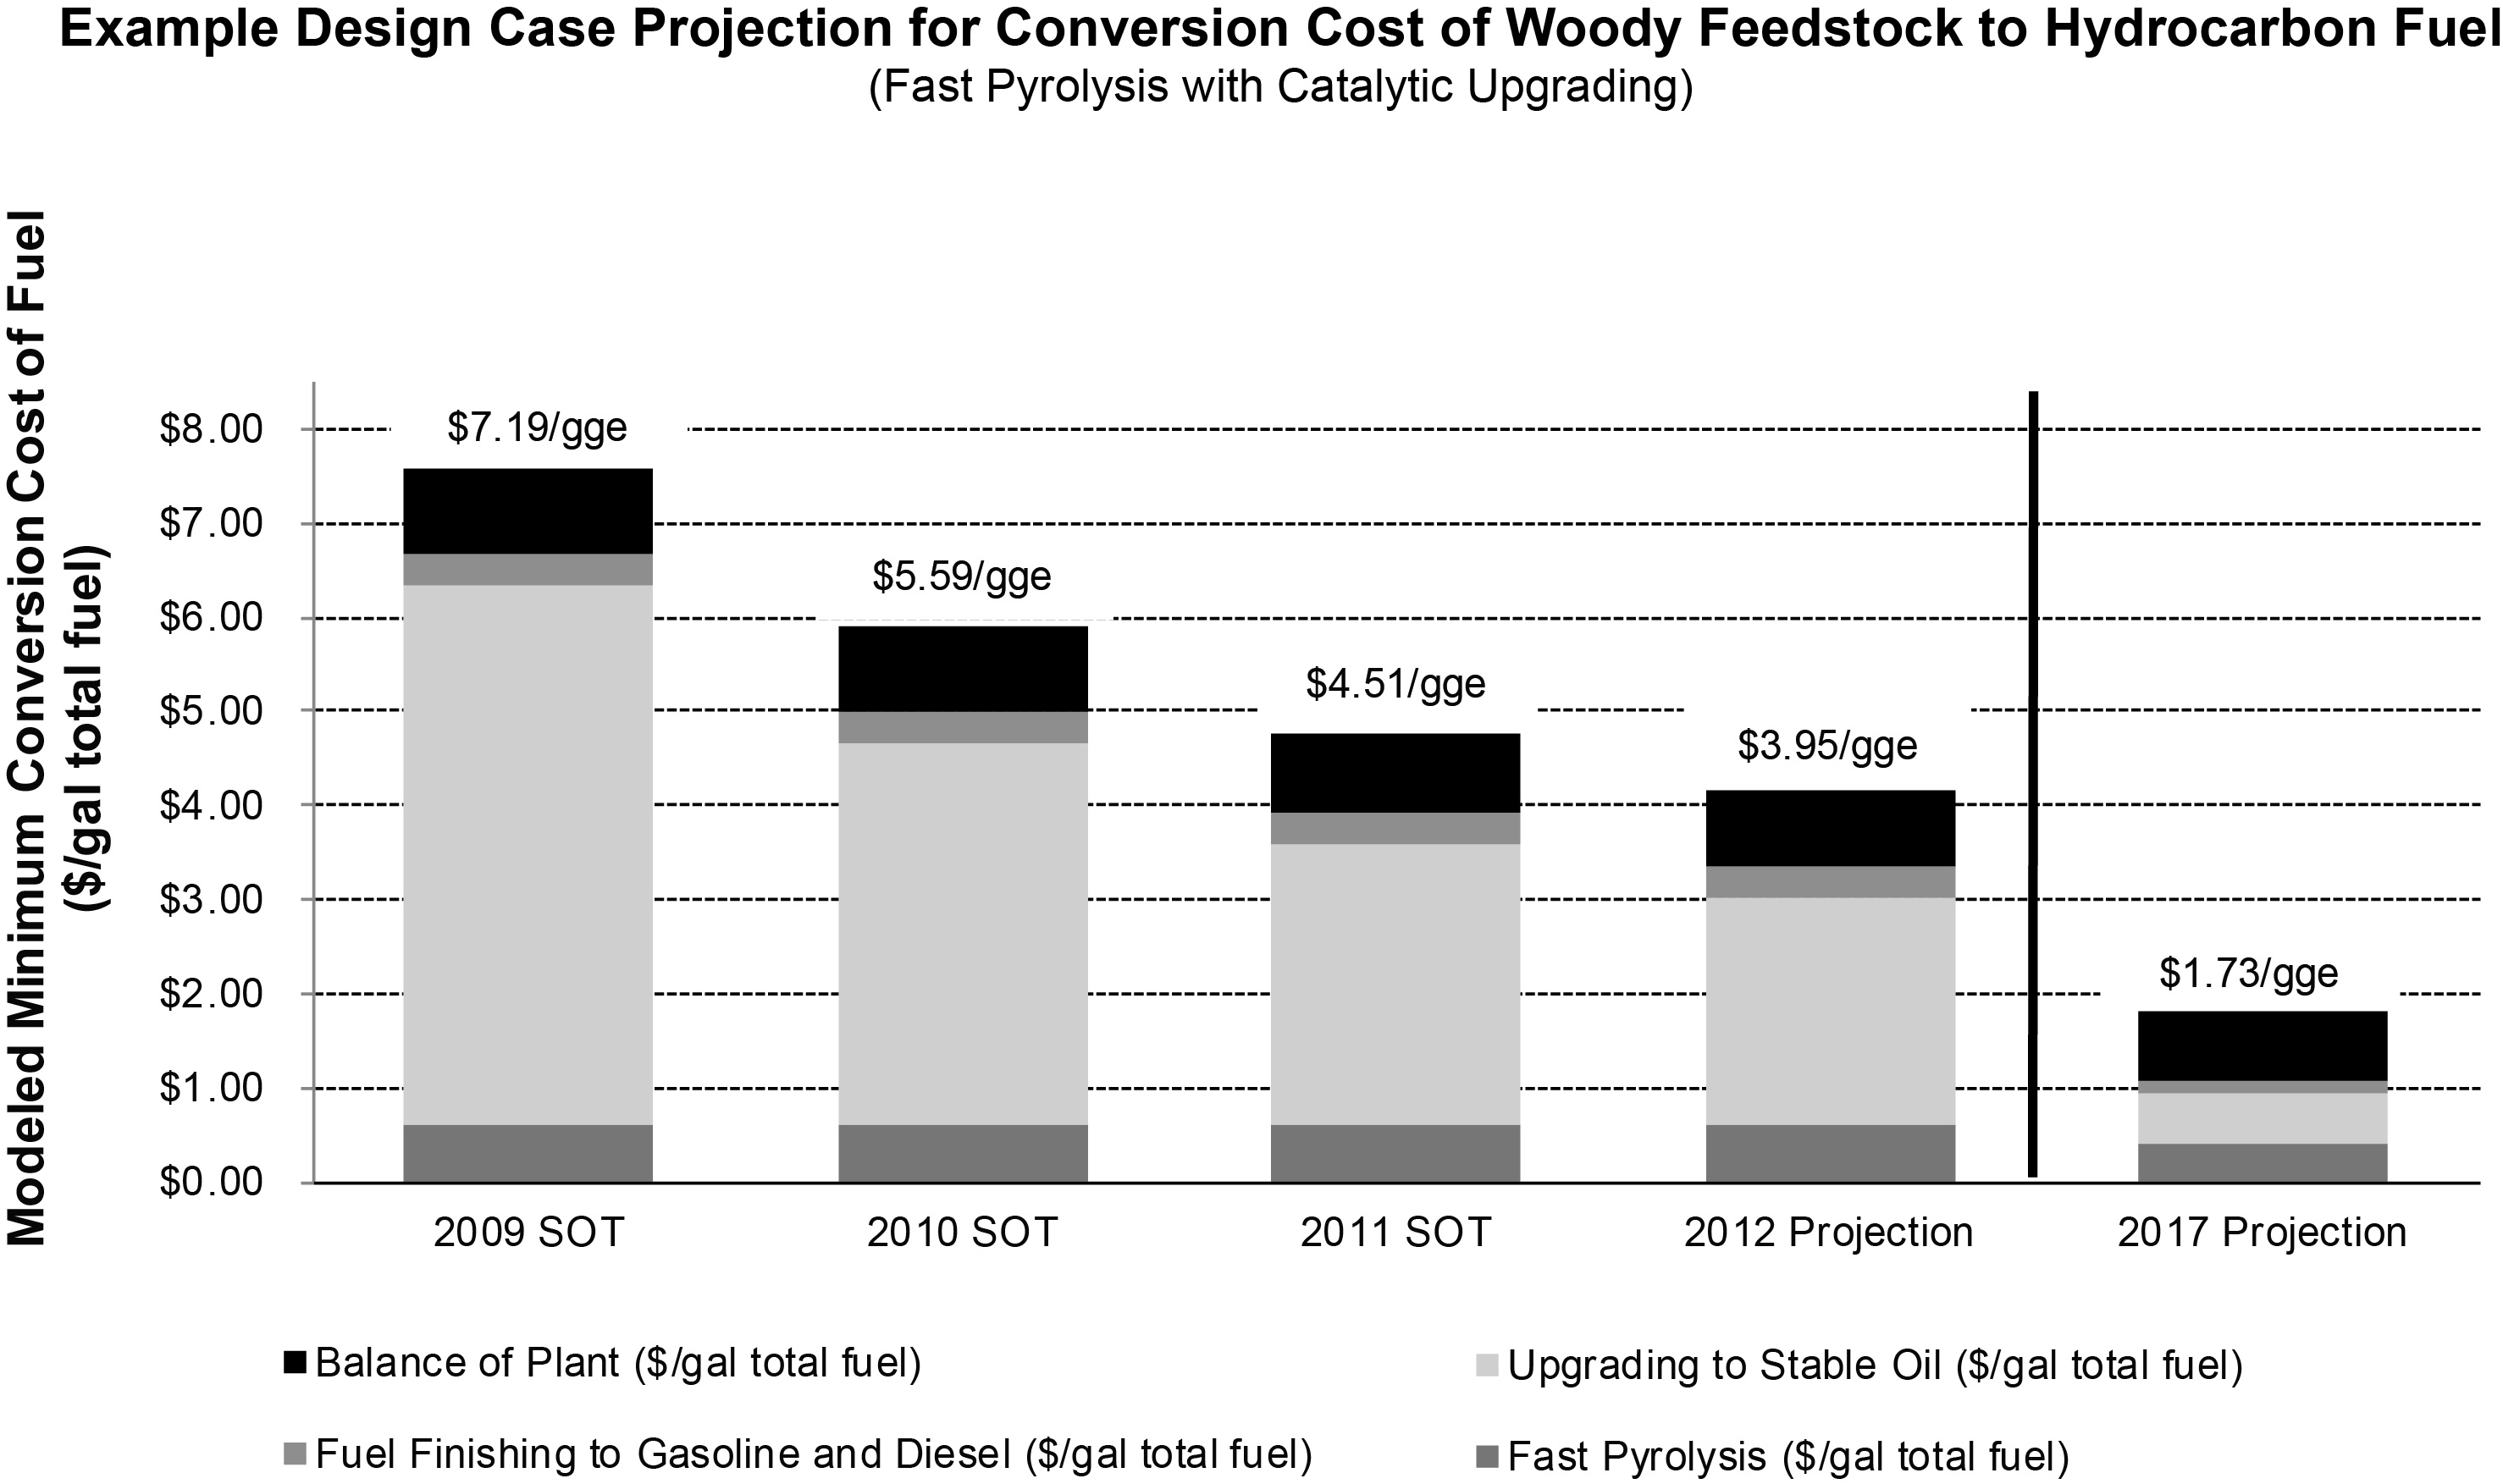 Example Design Case Projection for Conversion Cost of Woody Feedstock to Hydrocarbon Fuel
(Fast Pyrolysis with Catalytic Upgrading)
Modeled Minimum Conversion Cost of Fuel
($/gal total fuel)
$8.00
$7.00
$6.00
$5.00
$4.00
$3.00
$2.00
$1.00
$0.00
$7.19/gge
$5.59/gge
$4.51/gge
$3.95/gge
$1.73/gge
2009 SOT
2010 SOT
2011 SOT
2012 Projection
2017 Projection
Balance of Plant ($/gal total fuel)
Upgrading to Stable Oil ($/gal total fuel)
Fuel Finishing to Gasoline and Diesel ($/gal total fuel)
Fast Pyrolysis ($/gal total fuel)